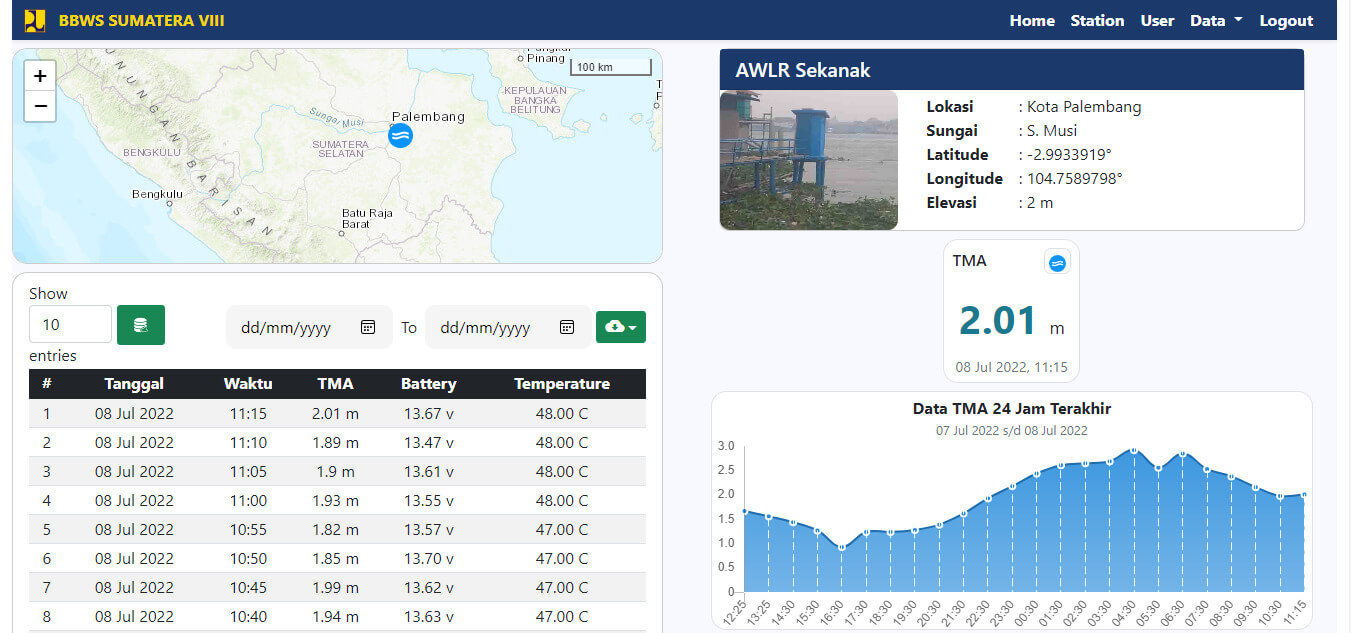 BBWS SUMATERA VIII
Home Station User Data Logout
+
−
100 km
Pinang
KEPULAUAN
BANGKA
BELITUNG
Palembang
Sungai Musi
SUMATERA
SELATAN
BENGKULU
Bengkulu
NUNGAN BARISAN
Batu Raja
Barat
AWLR Sekanak
Lokasi : Kota Palembang
Sungai : S. Musi
Latitude : -2.9933919°
Longitude : 104.7589798°
Elevasi : 2 m
TMA
2.01 m
08 Jul 2022, 11:15
Show
10
entries
dd/mm/yyyy To dd/mm/yyyy
# Tanggal Waktu TMA Battery Temperature
1 08 Jul 2022 11:15 2.01 m 13.67 v 48.00 C
2 08 Jul 2022 11:10 1.89 m 13.47 v 48.00 C
3 08 Jul 2022 11:05 1.9 m 13.61 v 48.00 C
4 08 Jul 2022 11:00 1.93 m 13.55 v 48.00 C
5 08 Jul 2022 10:55 1.82 m 13.57 v 47.00 C
6 08 Jul 2022 10:50 1.85 m 13.70 v 47.00 C
7 08 Jul 2022 10:45 1.99 m 13.62 v 47.00 C
8 08 Jul 2022 10:40 1.94 m 13.63 v 47.00 C
Data TMA 24 Jam Terakhir
07 Jul 2022 s/d 08 Jul 2022
3.0
2.5
2.0
1.5
1.0
0.5
0
12:25 13:25 14:30 15:30 16:30 17:30 18:30 19:30 20:30 21:30 22:30 23:30 00:30 01:30 02:30 03:30 04:30 05:30 06:30 07:30 08:30 09:30 10:30 11:15